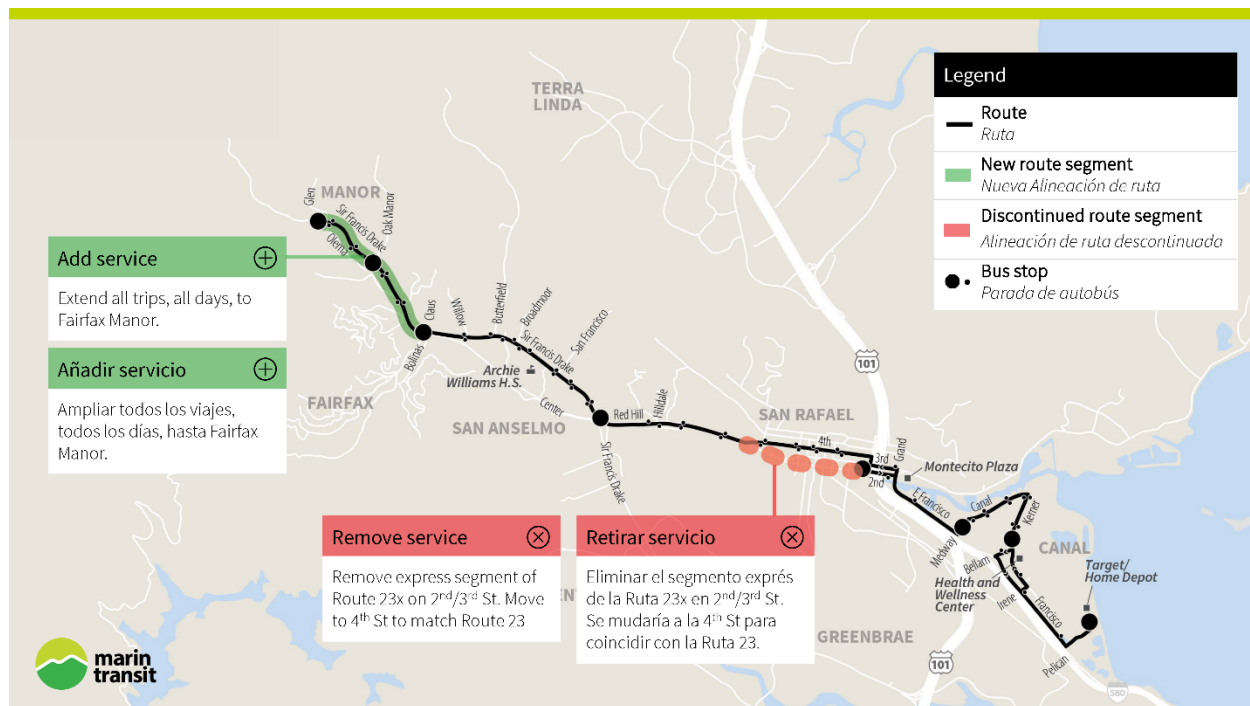 Legend
Route
Ruta
New route segment
Nueva Alineación de ruta
Discontinued route segment
Alineación de ruta descontinuada
Bus stop
Parada de autobús
TERRA
LINDA
MANOR
Glen
Sir Francis Drake
Oak Manor
Olema
Add service
Extend all trips, all days, to
Fairfax Manor.
Añadir servicio
Ampliar todos los viajes,
todos los días, hasta Fairfax
Manor.
Claus
Bolinas
Willow
Butterfield
Broadmoor
Sir Francis Drake
San Francisco
Archie
Williams H.S.
FAIRFAX
SAN ANSELMO
Center
Red Hill
Hilldale
Sir Francis Drake
SAN RAFAEL
101
4th
3rd
2nd
Grand
Montecito Plaza
E Francisco
Canal
Kerner
Medway
CANAL
Bellam
Health and
Wellness
Center
Irene
Francisco
Target/
Home Depot
Pelican
GREENBRAE
101
580
Remove service
Remove express segment of
Route 23x on 2nd/3rd St. Move
to 4th St to match Route 23
Retirar servicio
Eliminar el segmento exprés
de la Ruta 23x en 2nd/3rd St.
Se mudaría a la 4th St para
coincidir con la Ruta 23.
marin
transit